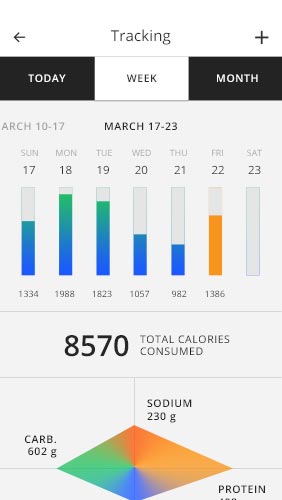 Tracking
TODAY WEEK MONTH
ARCH 10-17 MARCH 17-23
SUN MON TUE WED THU FRI SAT
17 18 19 20 21 22 23
1334 1988 1823 1057 982 1386
8570 TOTAL CALORIES
CONSUMED
SODIUM
230 g
CARB.
602 g
PROTEIN